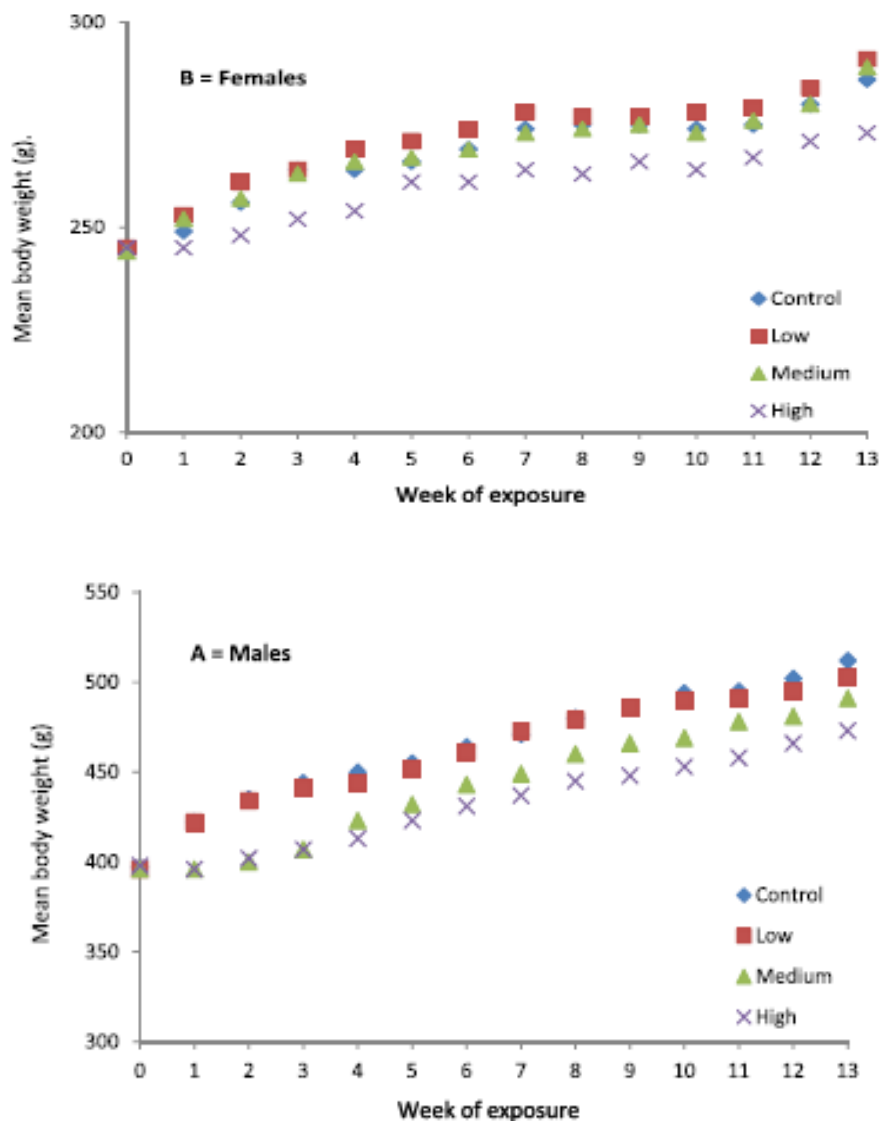 300
B = Females
250
200
Mean body weight (g).
Control
Low
Medium
High
0 1 2 3 4 5 6 7 8 9 10 11 12 13
Week of exposure
550
A = Males
500
450
400
350
300
Mean body weight (g)
Control
Low
Medium
High
0 1 2 3 4 5 6 7 8 9 10 11 12 13
Week of exposure